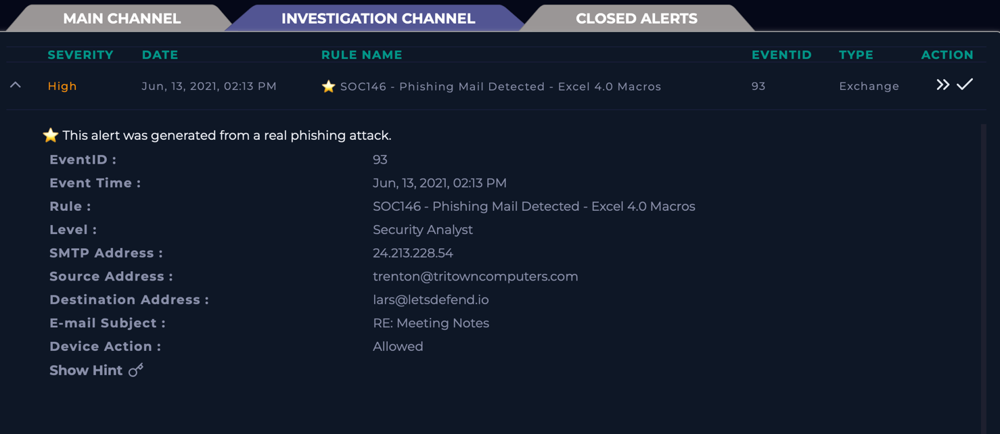 MAIN CHANNEL INVESTIGATION CHANNEL CLOSED ALERTS
SEVERITY DATE RULE NAME EVENTID TYPE ACTION
High Jun, 13, 2021, 02:13 PM SOC146 - Phishing Mail Detected - Excel 4.0 Macros 93 Exchange
This alert was generated from a real phishing attack.
EventID : 93
Event Time : Jun, 13, 2021, 02:13 PM
Rule : SOC146 - Phishing Mail Detected - Excel 4.0 Macros
Level : Security Analyst
SMTP Address : 24.213.228.54
Source Address : trenton@tritowncomputers.com
Destination Address : lars@letsdefend.io
E-mail Subject : RE: Meeting Notes
Device Action : Allowed
Show Hint